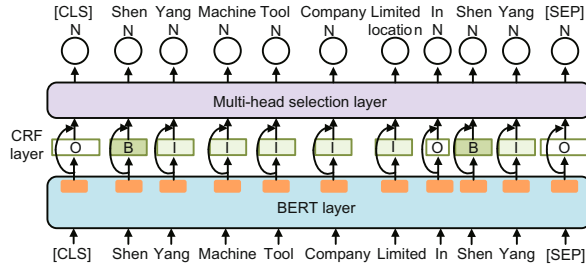 [CLS] Shen Yang Machine Tool Company Limited In Shen Yang [SEP]
location
N N N N N N N N N N N
Multi-head selection layer
CRF
layer
O B I I I I I O B I O
BERT layer
[CLS] Shen Yang Machine Tool Company Limited In Shen Yang [SEP]